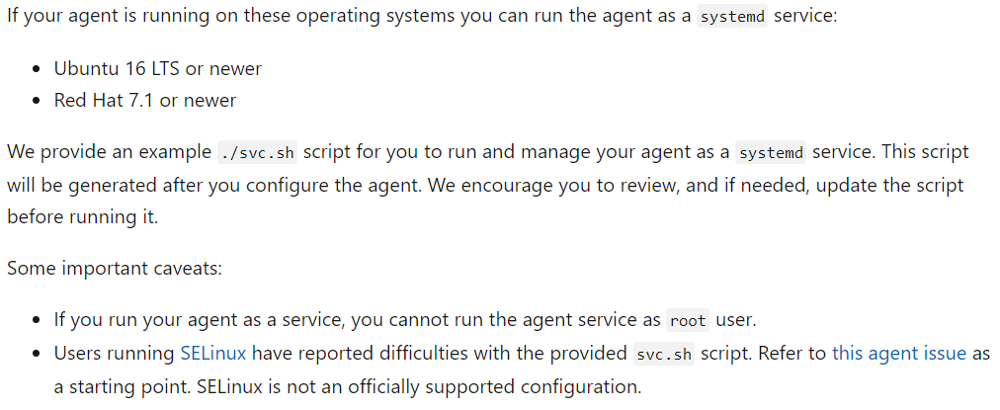 If your agent is running on these operating systems you can run the agent as a systemd service:
• Ubuntu 16 LTS or newer
• Red Hat 7.1 or newer
We provide an example ./svc.sh script for you to run and manage your agent as a systemd service. This script
will be generated after you configure the agent. We encourage you to review, and if needed, update the script
before running it.
Some important caveats:
• If you run your agent as a service, you cannot run the agent service as root user.
• Users running SELinux have reported difficulties with the provided svc.sh script. Refer to this agent issue as
a starting point. SELinux is not an officially supported configuration.